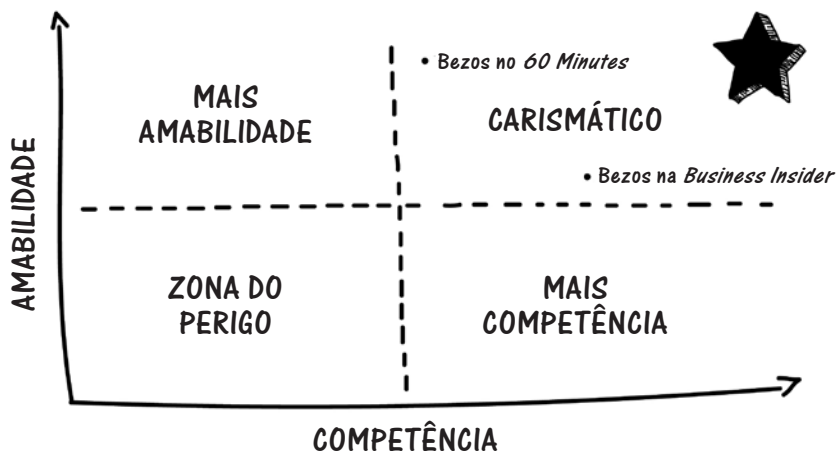 • Bezos no 60 Minutes
MAIS
AMABILIDADE
CARISMÁTICO
• Bezos na Business Insider
AMABILIDADE
ZONA DO
PERIGO
MAIS
COMPETÊNCIA
COMPETÊNCIA